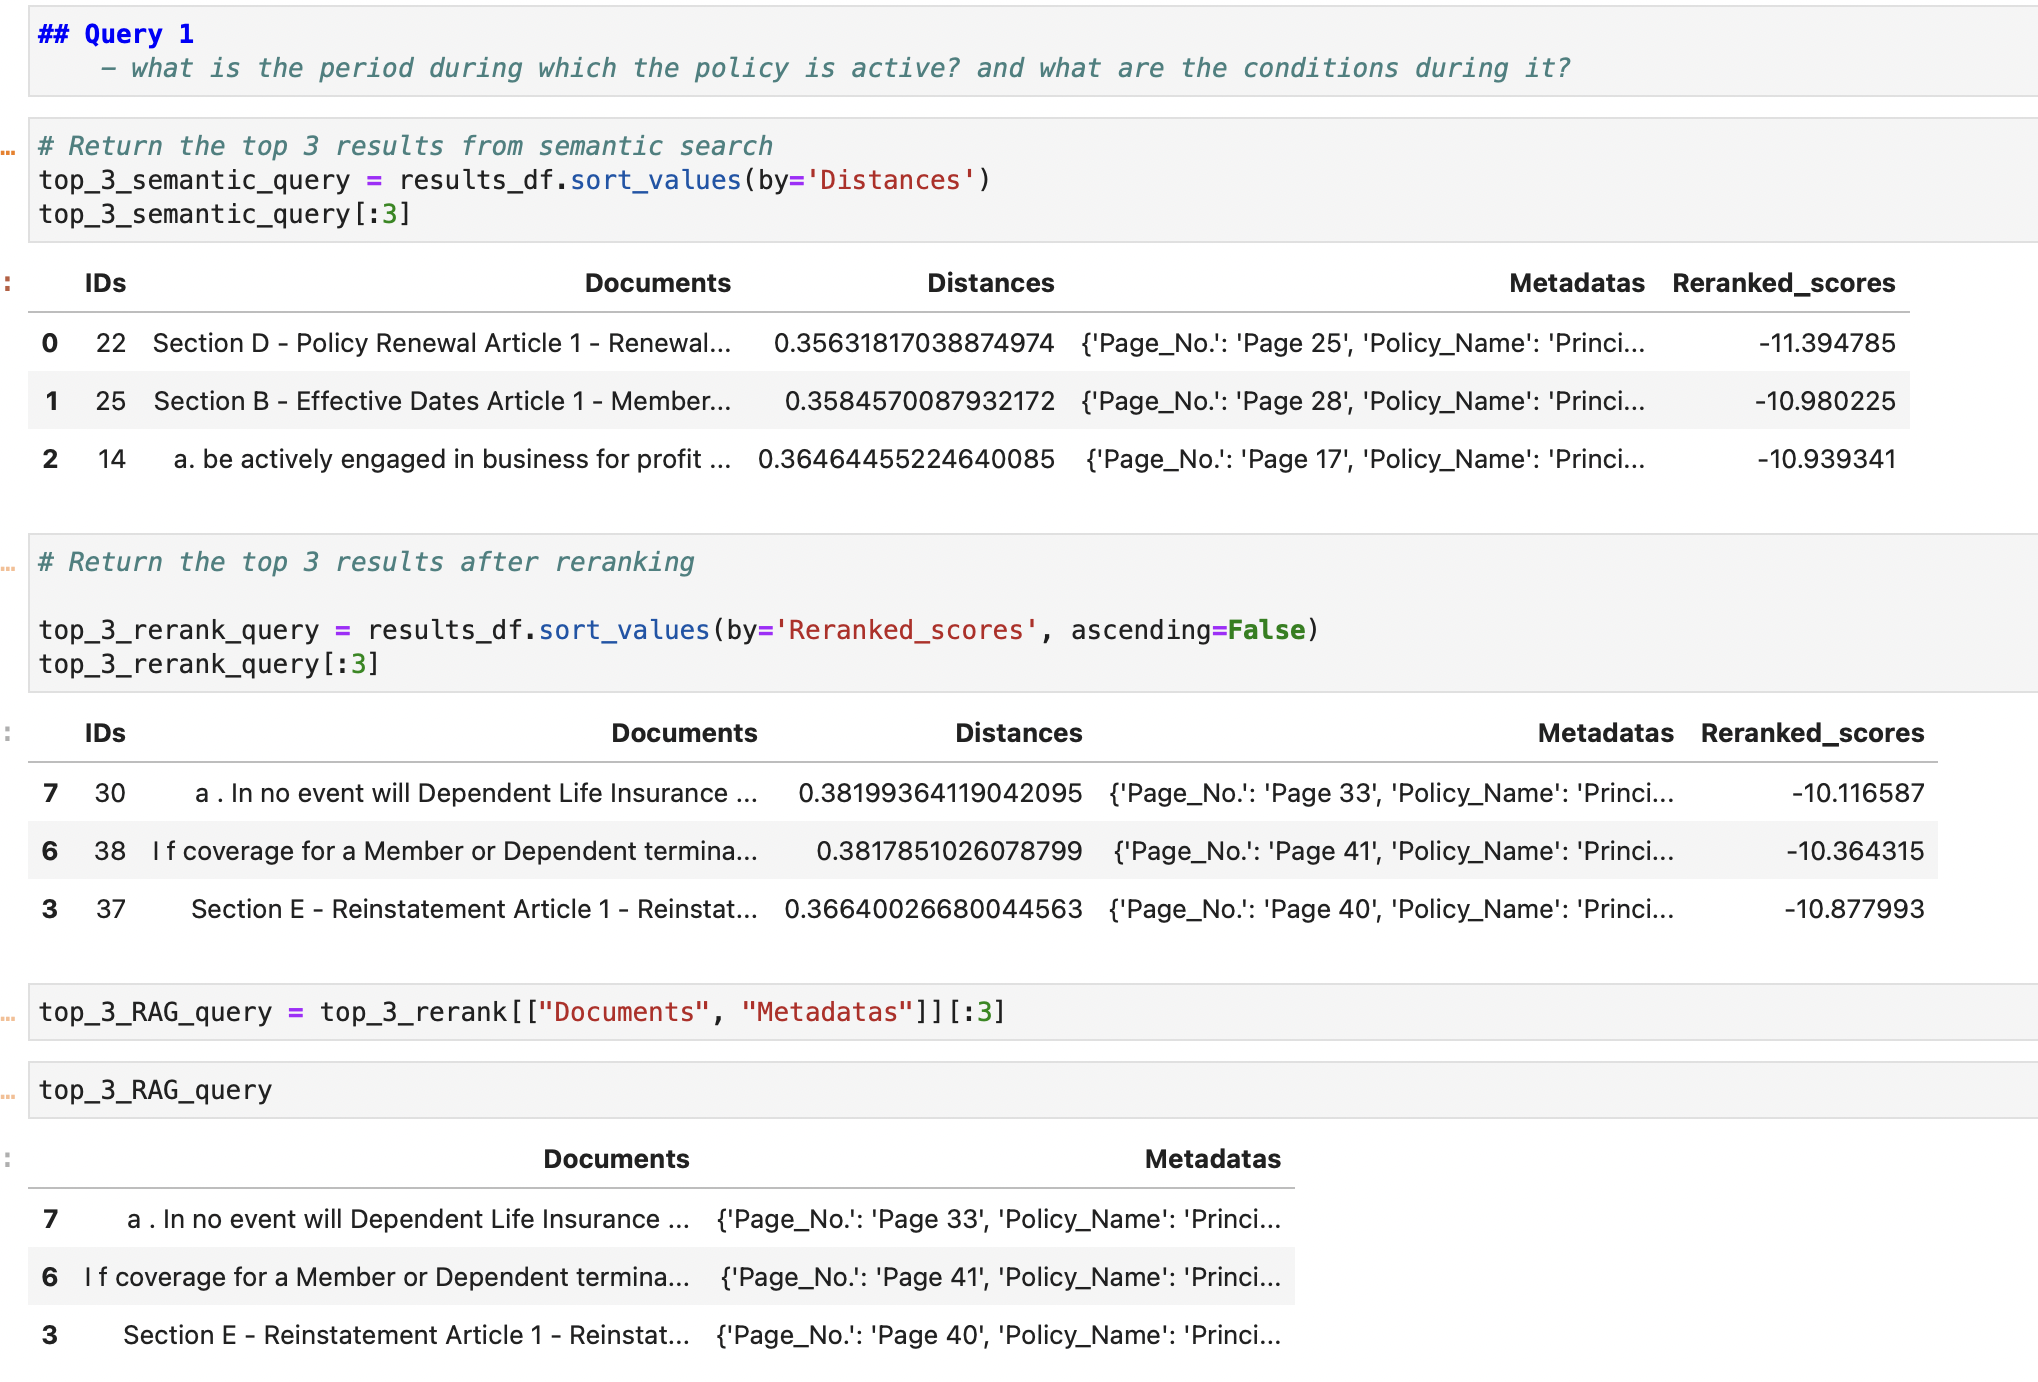 ## Query 1
– what is the period during which the policy is active? and what are the conditions during it?
# Return the top 3 results from semantic search
top_3_semantic_query = results_df.sort_values(by='Distances')
top_3_semantic_query[:3]
IDs Documents Distances Metadatas Reranked_scores
0 22 Section D - Policy Renewal Article 1 - Renewal... 0.35631817038874974 {'Page_No.': 'Page 25', 'Policy_Name': 'Princi... -11.394785
1 25 Section B - Effective Dates Article 1 - Member... 0.3584570087932172 {'Page_No.': 'Page 28', 'Policy_Name': 'Princi... -10.980225
2 14 a. be actively engaged in business for profit ... 0.36464455224640085 {'Page_No.': 'Page 17', 'Policy_Name': 'Princi... -10.939341
# Return the top 3 results after reranking
top_3_rerank_query = results_df.sort_values(by='Reranked_scores', ascending=False)
top_3_rerank_query[:3]
IDs Documents Distances Metadatas Reranked_scores
7 30 a . In no event will Dependent Life Insurance ... 0.38199364119042095 {'Page_No.': 'Page 33', 'Policy_Name': 'Princi... -10.116587
6 38 I f coverage for a Member or Dependent termina... 0.3817851026078799 {'Page_No.': 'Page 41', 'Policy_Name': 'Princi... -10.364315
3 37 Section E - Reinstatement Article 1 - Reinstat... 0.36640026680044563 {'Page_No.': 'Page 40', 'Policy_Name': 'Princi... -10.877993
top_3_RAG_query = top_3_rerank[["Documents", "Metadatas"]][:3]
top_3_RAG_query
Documents Metadatas
7 a . In no event will Dependent Life Insurance ... {'Page_No.': 'Page 33', 'Policy_Name': 'Princi...
6 I f coverage for a Member or Dependent termina... {'Page_No.': 'Page 41', 'Policy_Name': 'Princi...
3 Section E - Reinstatement Article 1 - Reinstat... {'Page_No.': 'Page 40', 'Policy_Name': 'Princi...